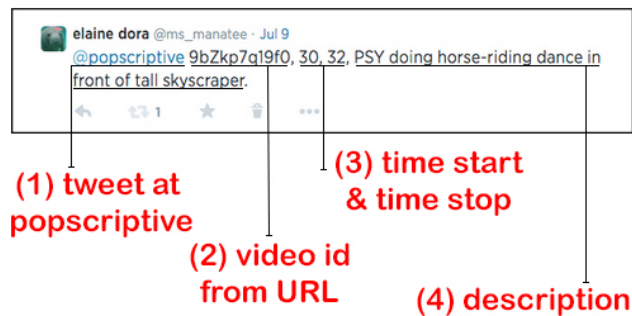 elaine dora @ms_manatee · Jul 9
@popscriptive 9bZkp7q19f0, 30, 32, PSY doing horse-riding dance in
front of tall skyscraper.
1
(1) tweet at
popscriptive
(2) video id
from URL
(3) time start
& time stop
(4) description